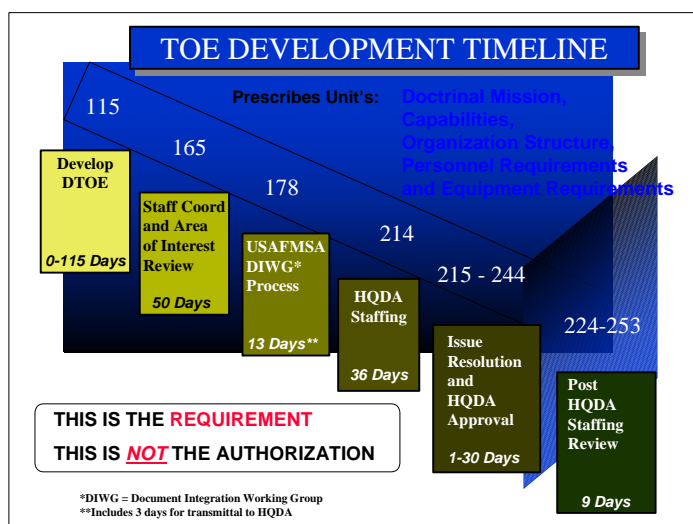 TOE DEVELOPMENT TIMELINE
Prescribes Unit's:
Doctrinal Mission,
Capabilities,
Organization Structure,
Personnel Requirements
and Equipment Requirements
115
165
178
214
215 - 244
224-253
Develop
DTOE
0-115 Days
Staff Coord
and Area
of Interest
Review
50 Days
USAFMSA
DIWG*
Process
13 Days**
HQDA
Staffing
36 Days
Issue
Resolution
and
HQDA
Approval
1-30 Days
Post
HQDA
Staffing
Review
9 Days
THIS IS THE REQUIREMENT
THIS IS NOT THE AUTHORIZATION
*DIWG = Document Integration Working Group
**Includes 3 days for transmittal to HQDA